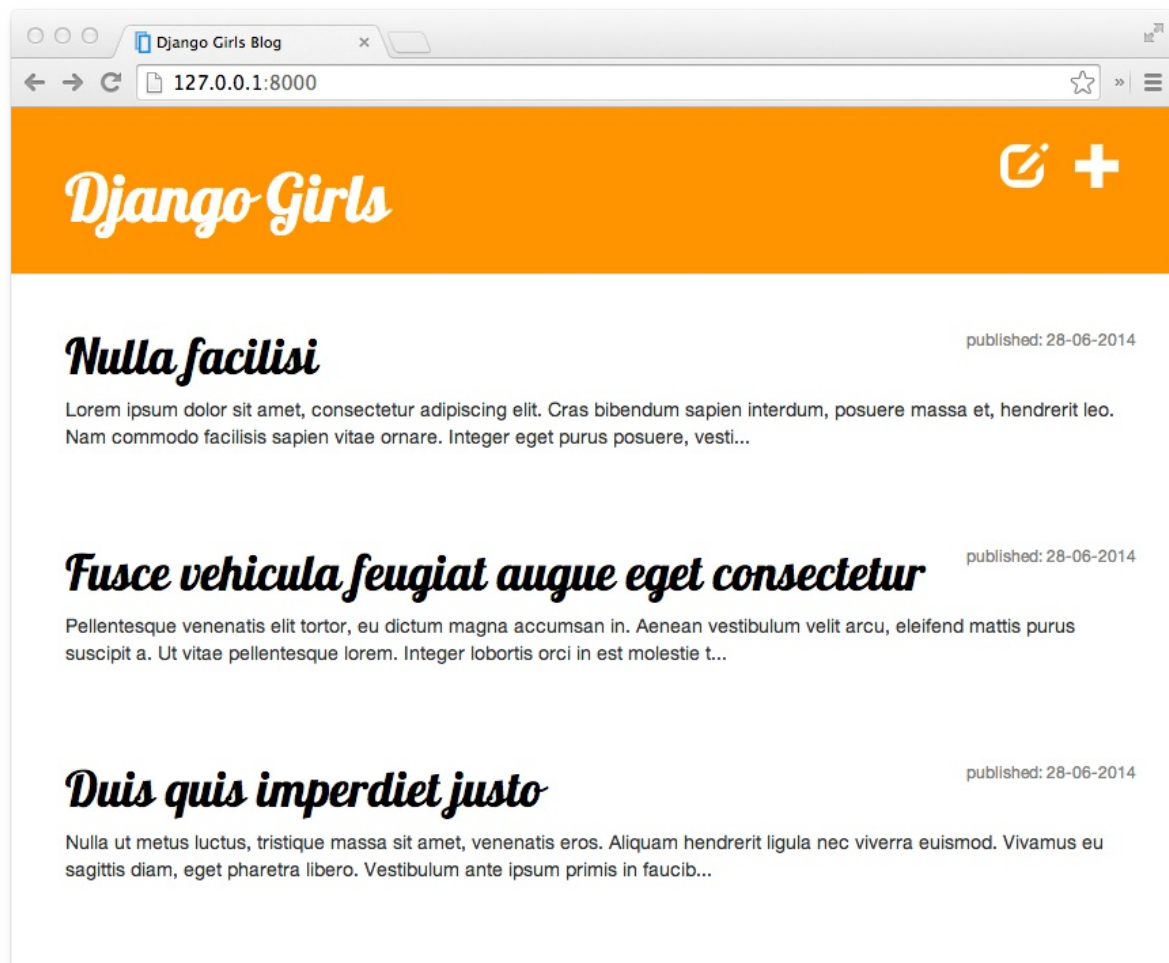 Django Girls Blog
127.0.0.1:8000
Django Girls
Nulla facilisi
published: 28-06-2014
Lorem ipsum dolor sit amet, consectetur adipiscing elit. Cras bibendum sapien interdum, posuere massa et, hendrerit leo.
Nam commodo facilisis sapien vitae ornare. Integer eget purus posuere, vesti...
Fusce vehicula feugiat augue eget consectetur
published: 28-06-2014
Pellentesque venenatis elit tortor, eu dictum magna accumsan in. Aenean vestibulum velit arcu, eleifend mattis purus
suscipit a. Ut vitae pellentesque lorem. Integer lobortis orci in est molestie t...
Duis quis imperdiet justo
published: 28-06-2014
Nulla ut metus luctus, tristique massa sit amet, venenatis eros. Aliquam hendrerit ligula nec viverra euismod. Vivamus eu
sagittis diam, eget pharetra libero. Vestibulum ante ipsum primis in faucib...